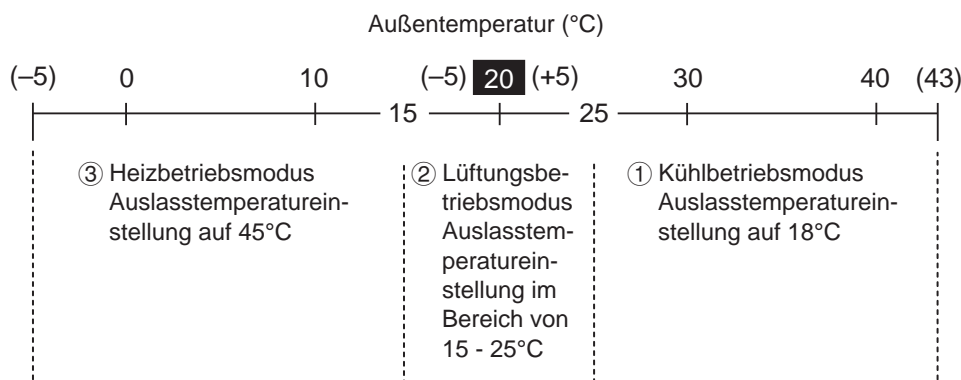 Außentemperatur (°C)
(–5) 0 10 (–5) 20 (+5) 30 40 (43)
15 25
③ Heizbetriebsmodus
Auslasstemperaturein-
stellung auf 45°C
② Lüftungsbe-
triebsmodus
Auslasstem-
peraturein-
stellung im
Bereich von
15 - 25°C
① Kühlbetriebsmodus
Auslasstemperaturein-
stellung auf 18°C